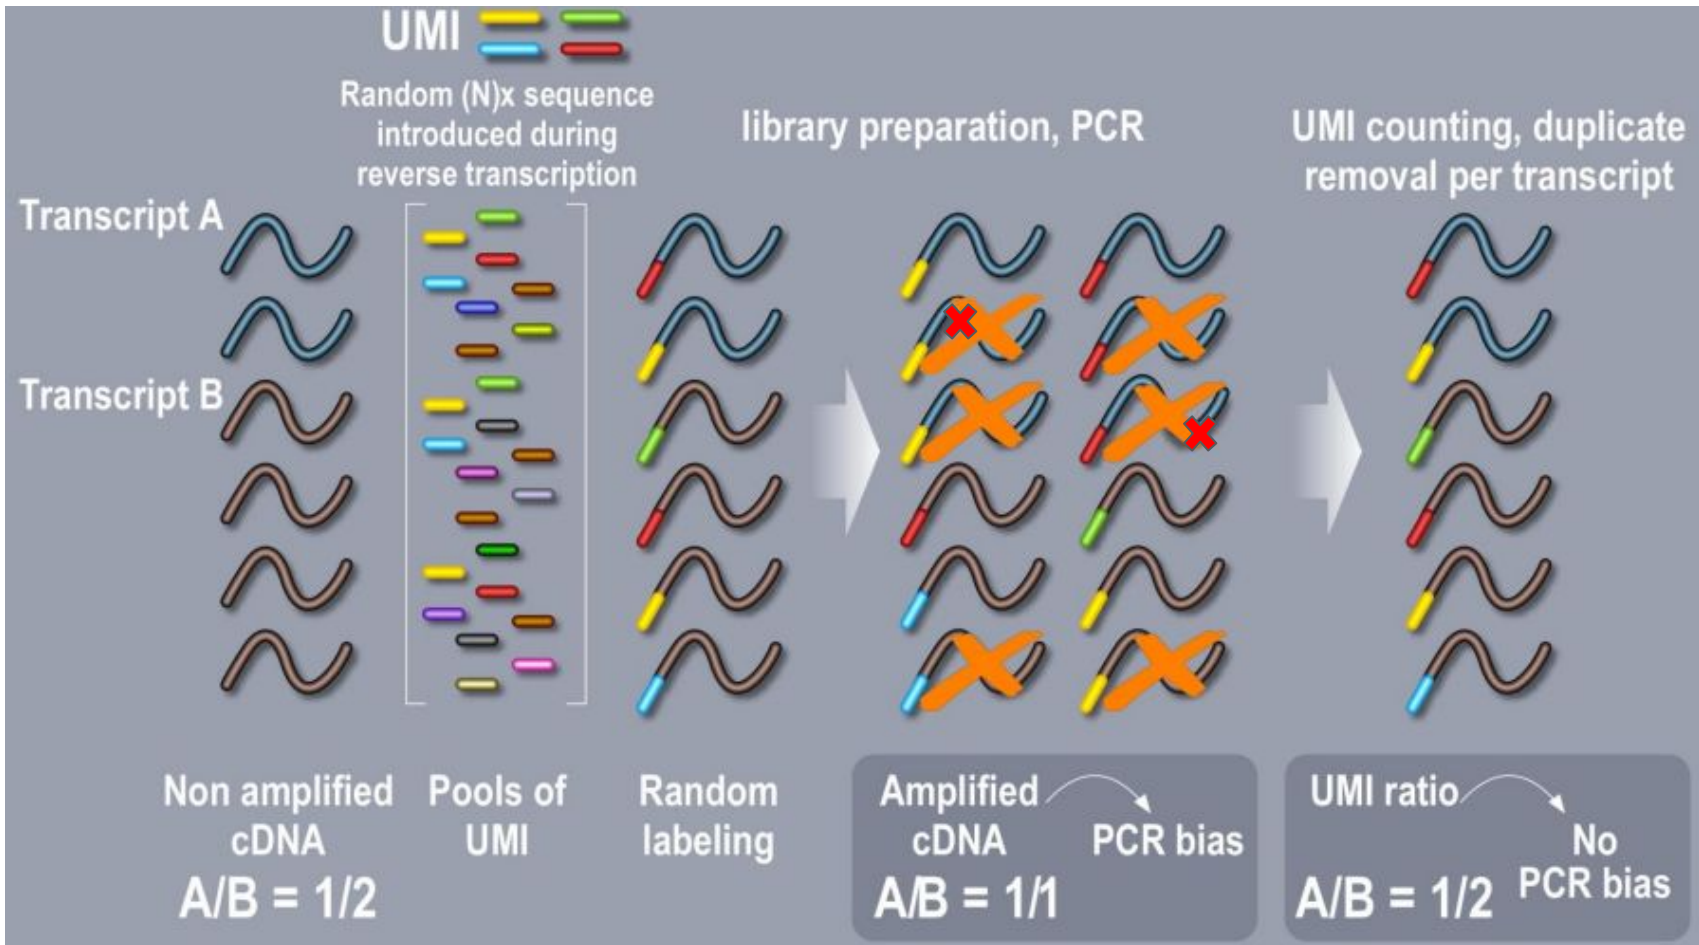 UMI
Random (N)x sequence
introduced during
reverse transcription
library preparation, PCR
UMI counting, duplicate
removal per transcript
Transcript A
Transcript B
Non amplified
cDNA
A/B = 1/2
Pools of
UMI
Random
labeling
Amplified
cDNA
PCR bias
A/B = 1/1
UMI ratio
No
PCR bias
A/B = 1/2